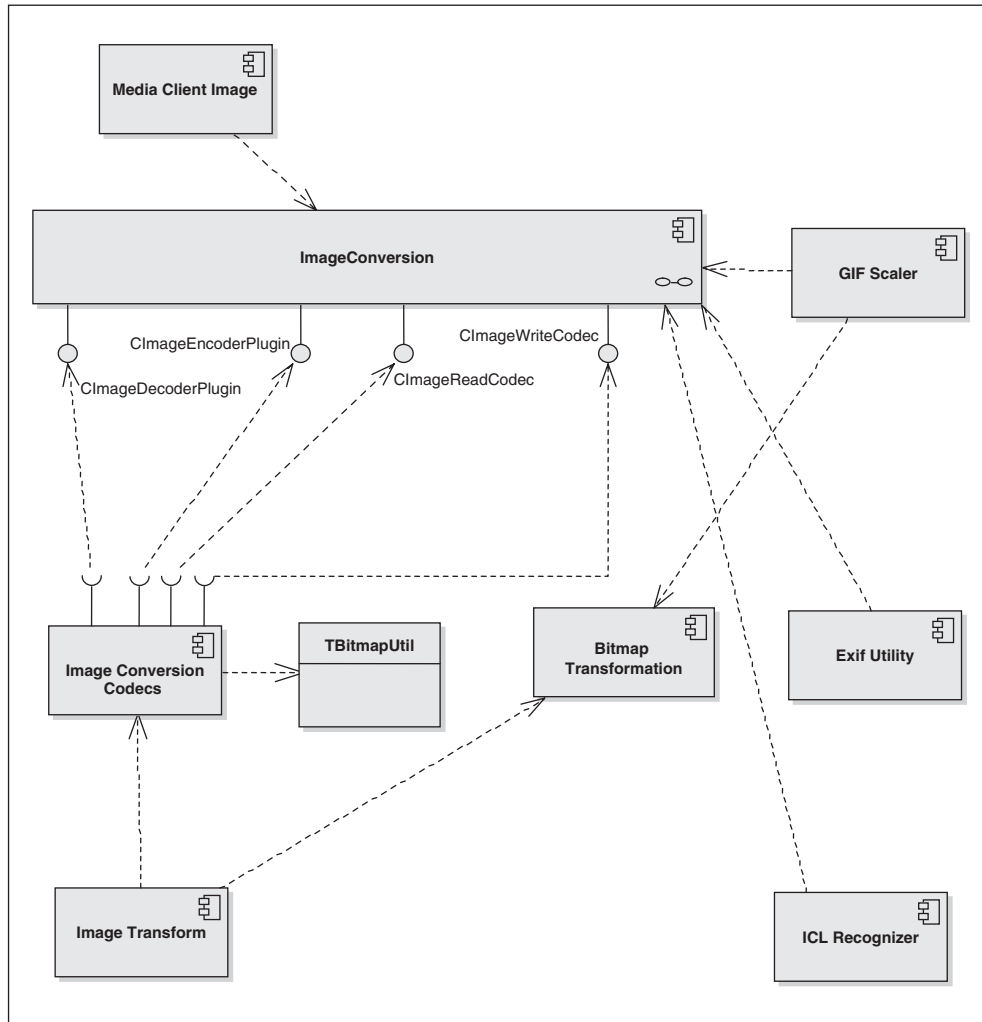 Media Client Image
ImageConversion
GIF Scaler
CImageEncoderPlugin
CImageWriteCodec
CImageDecoderPlugin
CImageReadCodec
Image Conversion
Codecs
TBitmapUtil
Bitmap
Transformation
Exif Utility
Image Transform
ICL Recognizer